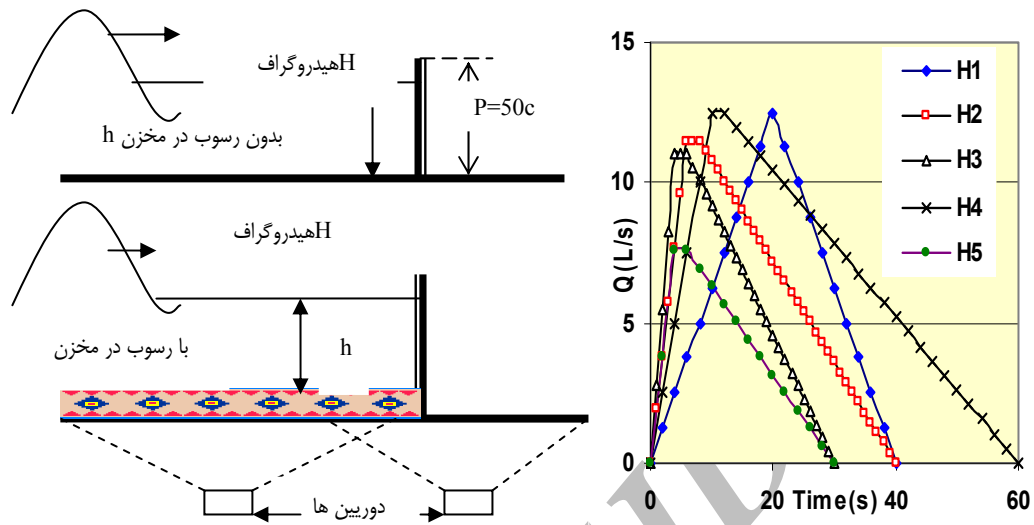 هیدروگرافH
P=50c
بدون رسوب در مخزن h
هیدروگرافH
با رسوب در مخزن
h
دوربین ها
Q(L/s)
15
10
5
0
0
20
40
60
Time(s)
H1
H2
H3
H4
H5